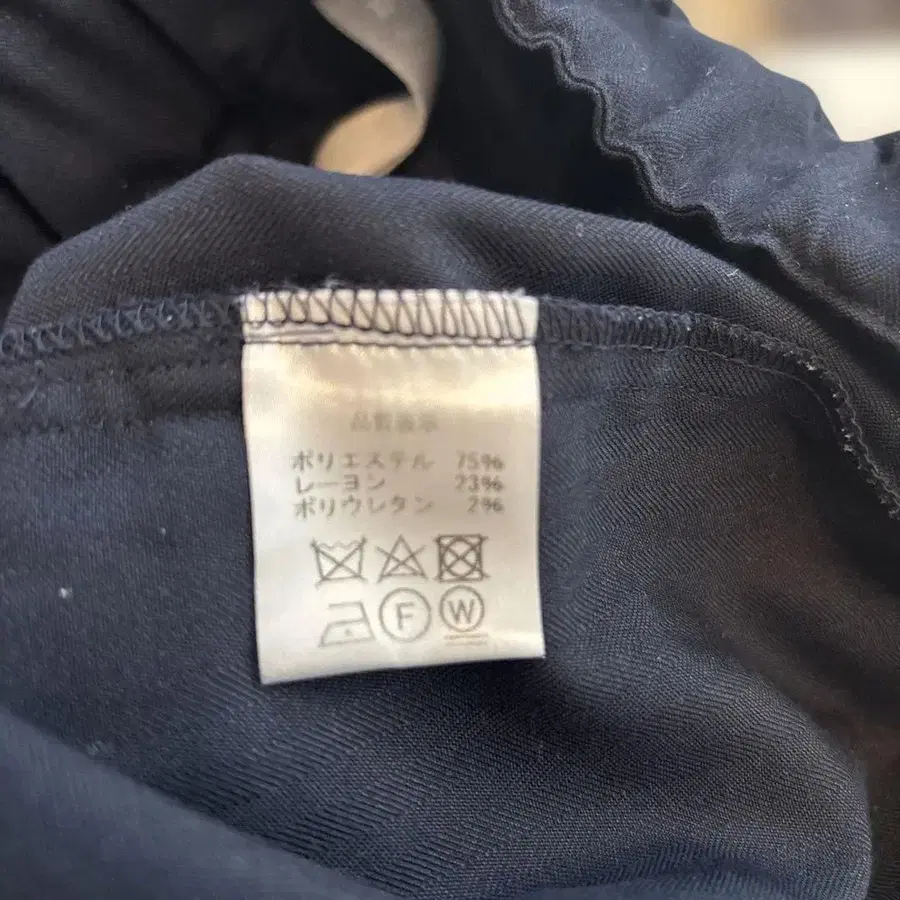 品質表示
ポリエステル 75%
レーヨン 23%
ポリウレタン 2%
F W